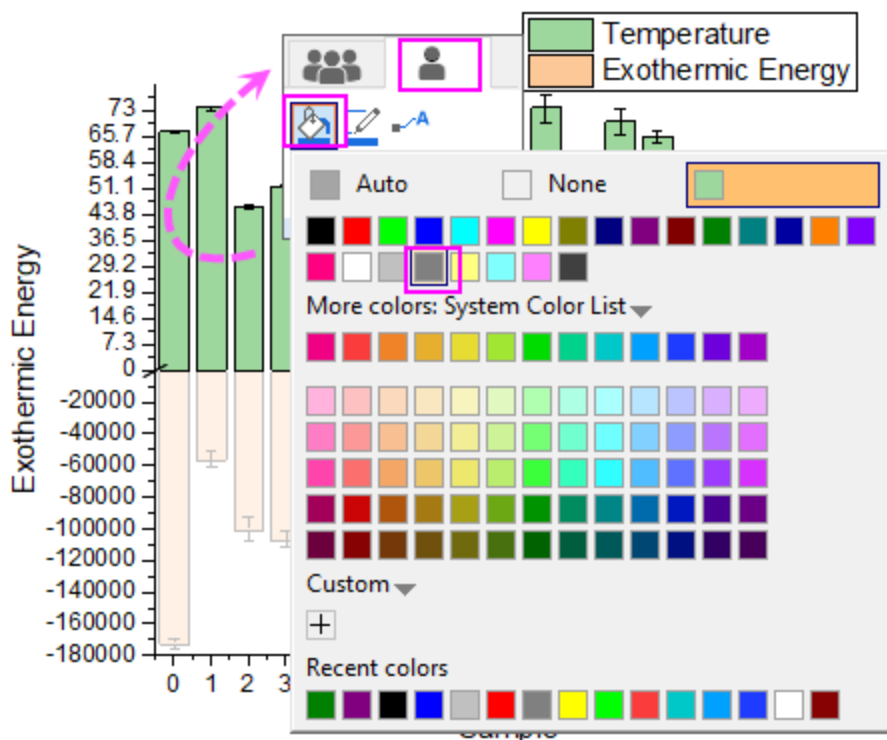 Temperature
Exothermic Energy
A
73
65.7
58.4
51.1
43.8
36.5
29.2
21.9
14.6
7.3
0
-20000
-40000
-60000
-80000
-100000
-120000
-140000
-160000
-180000
Exothermic Energy
0 1 2 3
Auto None
More colors: System Color List
Custom
+
Recent colors